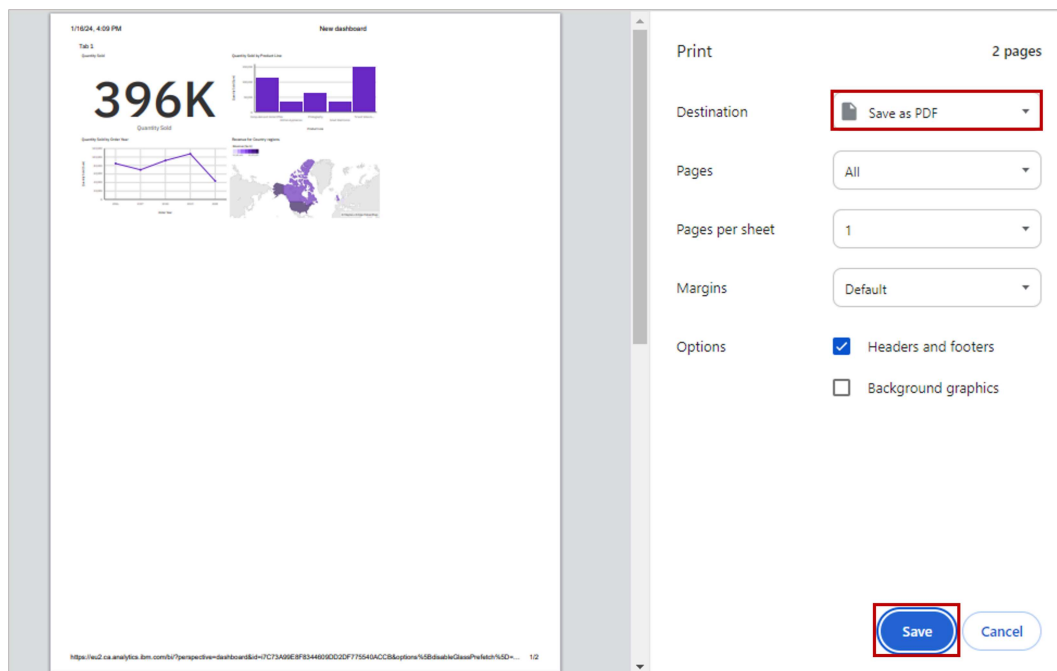 1/16/24, 4:09 PM New dashboard
Tab 1
Quantity Sold
Quantity Sold by Product Line
396K
Quantity Sold
Quantity Sold by Order Year
Revenue for Country regions
Order Year
https://eu2.ca.analytics.ibm.com/bi/?perspective=dashboard&id=i7C73A99E8F8344609DD2DF775540ACCB&options%5BdisableGlassPrefetch%5D=... 1/2
Print 2 pages
Destination Save as PDF
Pages All
Pages per sheet 1
Margins Default
Options Headers and footers
Background graphics
Save Cancel